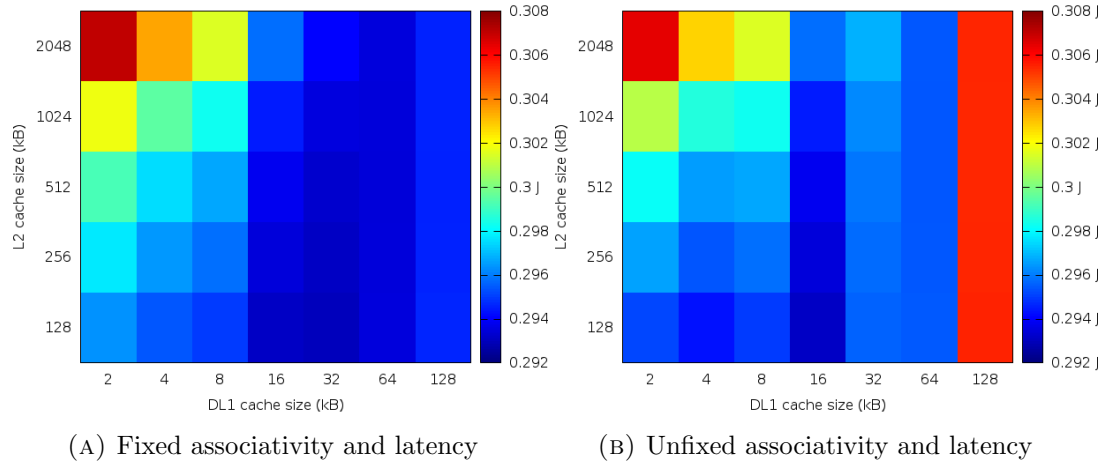 2048
1024
512
256
128
L2 cache size (kB)
2 4 8 16 32 64 128
DL1 cache size (kB)
0.308
0.306
0.304
0.302
0.3 J
0.298
0.296
0.294
0.292
(A) Fixed associativity and latency
2048
1024
512
256
128
L2 cache size (kB)
2 4 8 16 32 64 128
DL1 cache size (kB)
0.308 J
0.306 J
0.304 J
0.302 J
0.3 J
0.298 J
0.296 J
0.294 J
0.292 J
(B) Unfixed associativity and latency